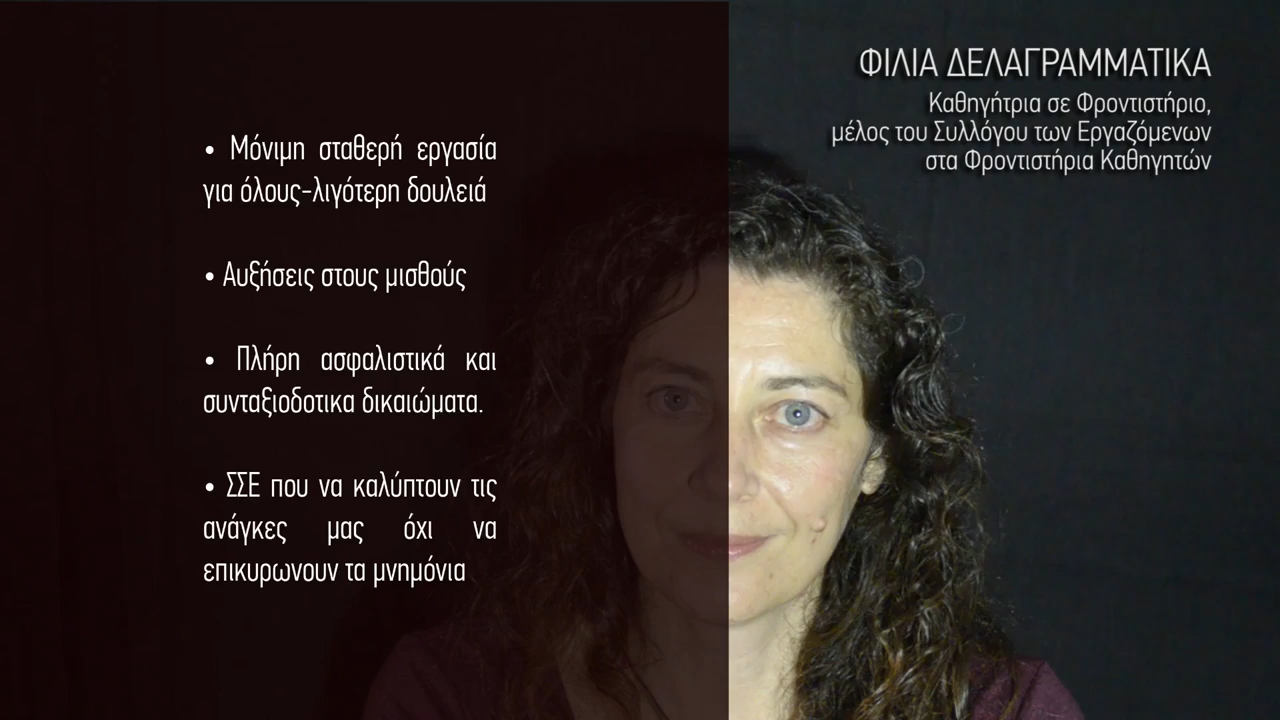 ΦΙΛΙΑ ΔΕΛΑΓΡΑΜΜΑΤΙΚΑ
Καθηγήτρια σε Φροντιστήριο,
μέλος του Συλλόγου των Εργαζόμενων
στα Φροντιστήρια Καθηγητών
• Μόνιμη σταθερή εργασία
για όλους-λιγότερη δουλειά
• Αυξήσεις στους μισθούς
• Πλήρη ασφαλιστικά και
συνταξιοδοτικα δικαιώματα.
• ΣΣΕ που να καλύπτουν τις
ανάγκες μας όχι να
επικυρωνουν τα μνημόνια